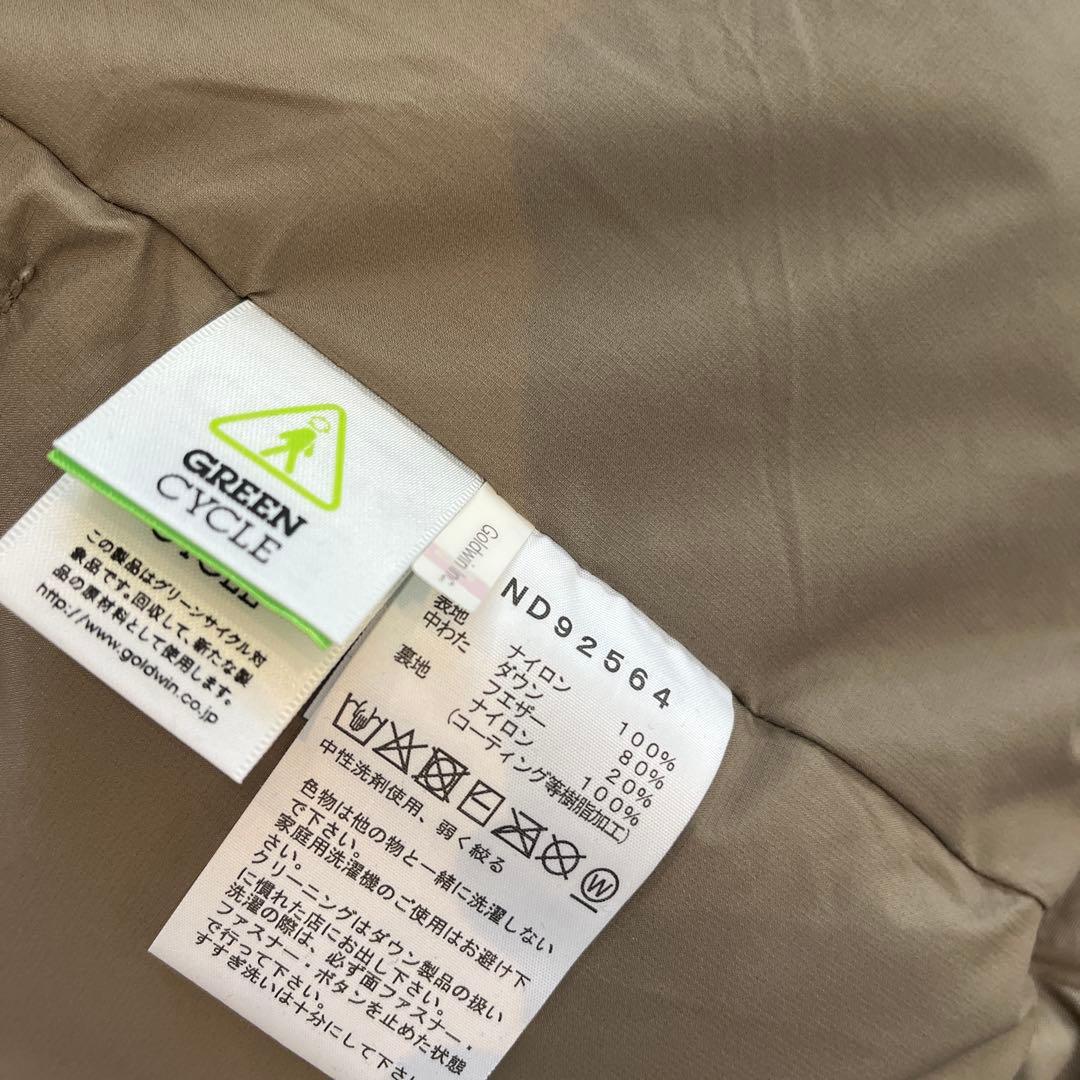 GREEN
CYCLE
この製品はグリーンサイクル対
象品です。回収して、新たな製
品の原材料として使用します。
http://www.goldwin.co.jp
Goldwin
ND92564
表地 ナイロン 100%
中わた ダウン 80%
フエザー 20%
裏地 ナイロン 100%
(コーティング等樹脂加工)
W
中性洗剤使用、弱く絞る
色物は他の物と一緒に洗濯しない
で下さい。
家庭用洗濯機のご使用はお避け下
さい。
クリーニングはダウン製品の扱い
に慣れた店にお出し下さい。
洗濯の際は、必ず面ファスナー・
ファスナー・ボタンを止めた状態
で行って下さい。
すすぎ洗いは十分にして下さ